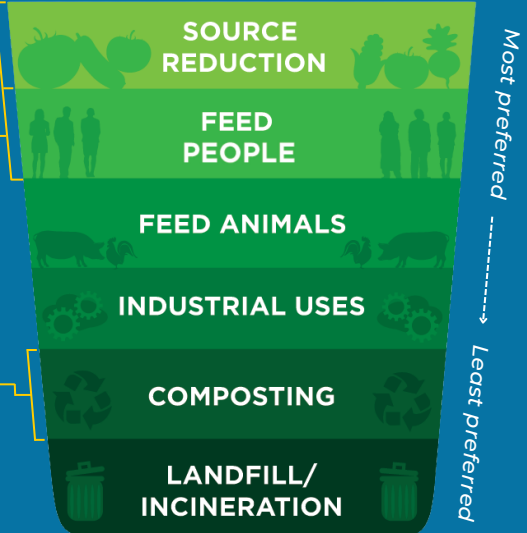 SOURCE
REDUCTION
FEED
PEOPLE
FEED ANIMALS
INDUSTRIAL USES
COMPOSTING
LANDFILL/
INCINERATION
Most preferred
Least preferred